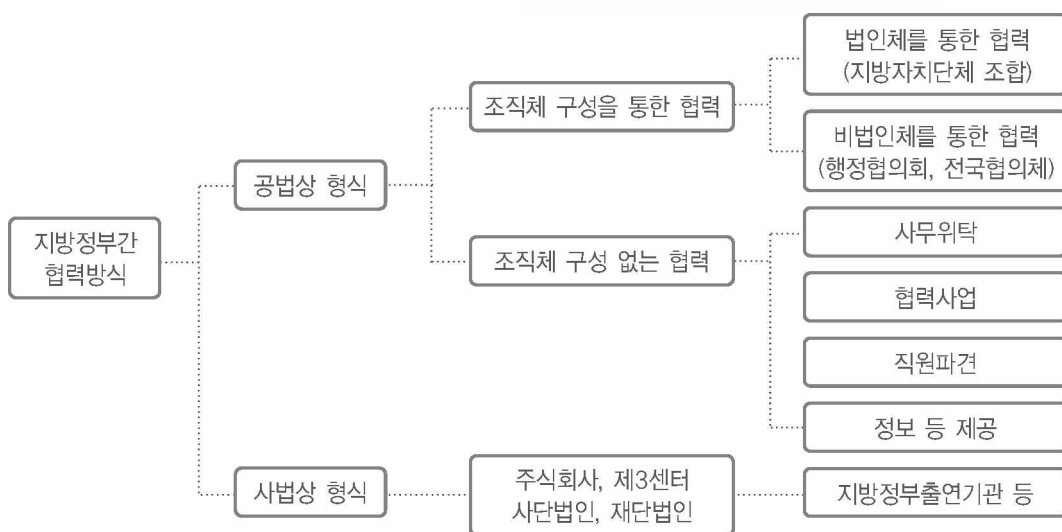 지방정부간
협력방식
공법상 형식
조직체 구성을 통한 협력
법인체를 통한 협력
(지방자치단체 조합)
비법인체를 통한 협력
(행정협의회, 전국협의체)
조직체 구성 없는 협력
사무위탁
협력사업
직원파견
정보 등 제공
사법상 형식
주식회사, 제3센터
사단법인, 재단법인
지방정부출연기관 등